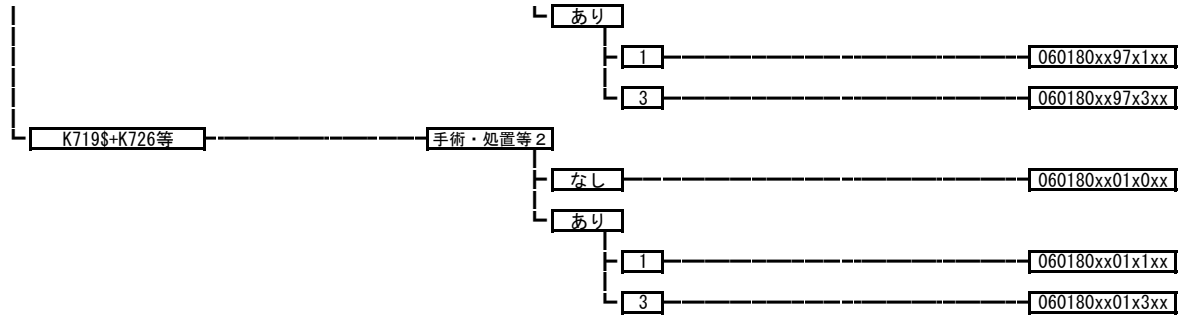 あり
1 060180xx97x1xx
3 060180xx97x3xx
K719$+K726等 手術・処置等２
なし 060180xx01x0xx
あり
1 060180xx01x1xx
3 060180xx01x3xx